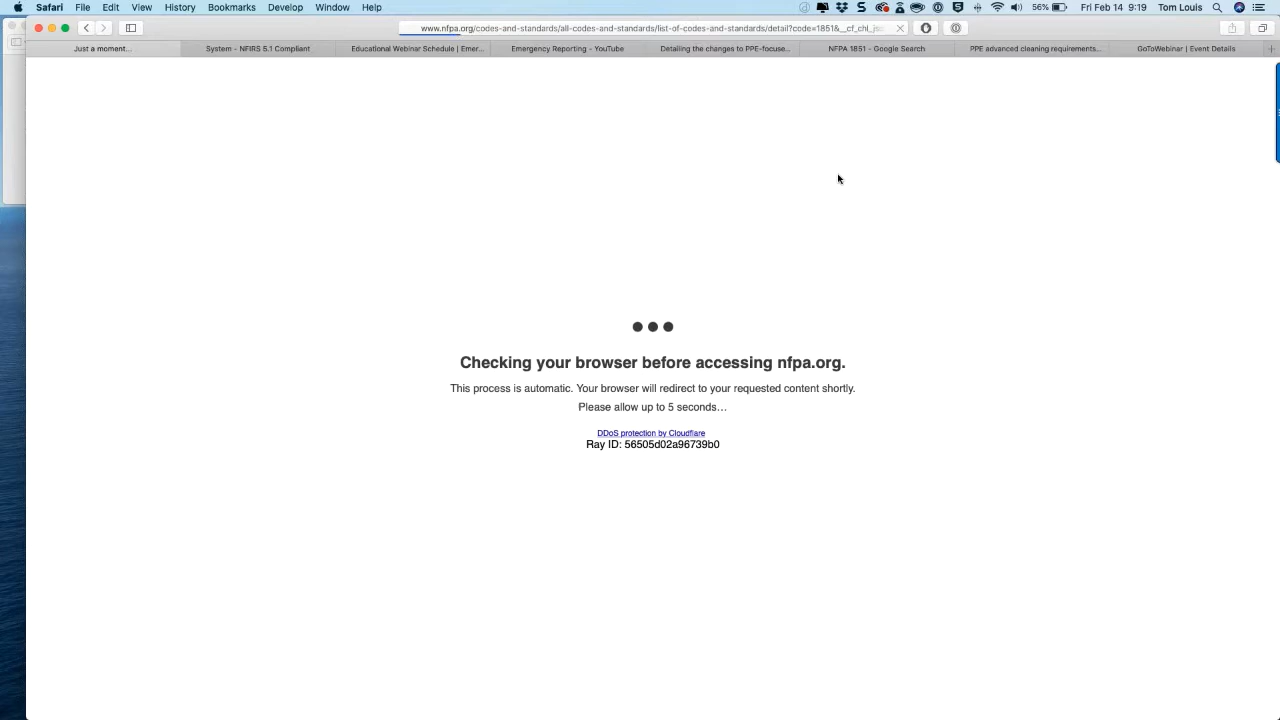 Safari File Edit View History Bookmarks Develop Window Help
56% Fri Feb 14 9:19 Tom Louis
www.nfpa.org/codes-and-standards/all-codes-and-standards/list-of-codes-and-standards/detail?code=1851&__cf_chl_js
Just a moment...
System - NFIRS 5.1 Compliant
Educational Webinar Schedule | Emer...
Emergency Reporting - YouTube
Detailing the changes to PPE-focuse...
NFPA 1851 - Google Search
PPE advanced cleaning requirements...
GoToWebinar | Event Details
Checking your browser before accessing nfpa.org.
This process is automatic. Your browser will redirect to your requested content shortly.
Please allow up to 5 seconds…
DDoS protection by Cloudflare
Ray ID: 56505d02a96739b0